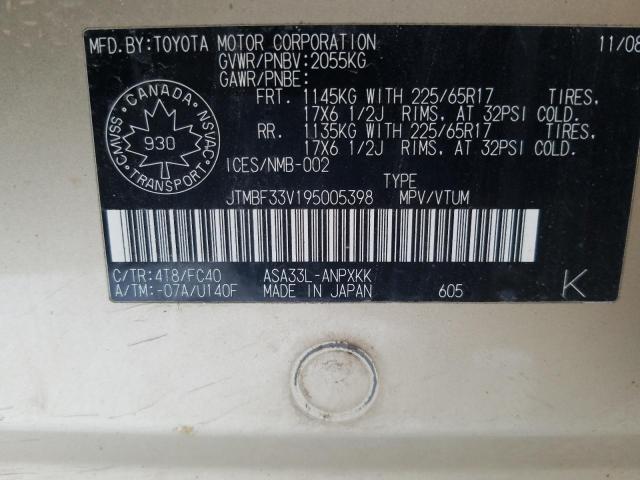 MFD.BY:TOYOTA MOTOR CORPORATION 11/08
GVWR/PNBV:2055KG
GAWR/PNBE:
FRT. 1145KG WITH 225/65R17 TIRES,
17X6 1/2J RIMS, AT 32PSI COLD.
RR. 1135KG WITH 225/65R17 TIRES,
17X6 1/2J RIMS, AT 32PSI COLD.
CANADA
CMVSS 930 NSVAC
TRANSPORT
ICES/NMB-002
TYPE
JTMBF33V195005398 MPV/VTUM
C/TR:4T8/FC40 ASA33L-ANPXKK
A/TM:-07A/U140F MADE IN JAPAN 605 K